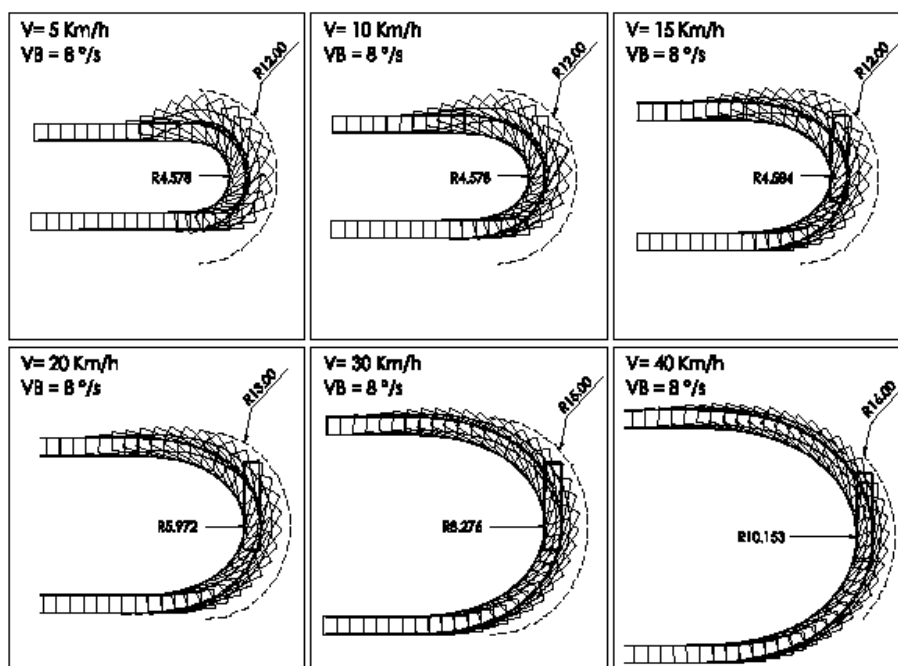 V= 5 Km/h
VB = 8 º/s
R12.00
R4.578
V= 10 Km/h
VB = 8 º/s
R12.00
R4.578
V= 15 Km/h
VB = 8 º/s
R12.00
R4.584
V= 20 Km/h
VB = 8 º/s
R13.00
R5.972
V= 30 Km/h
VB = 8 º/s
R15.00
R8.276
V= 40 Km/h
VB = 8 º/s
R16.00
R10.153